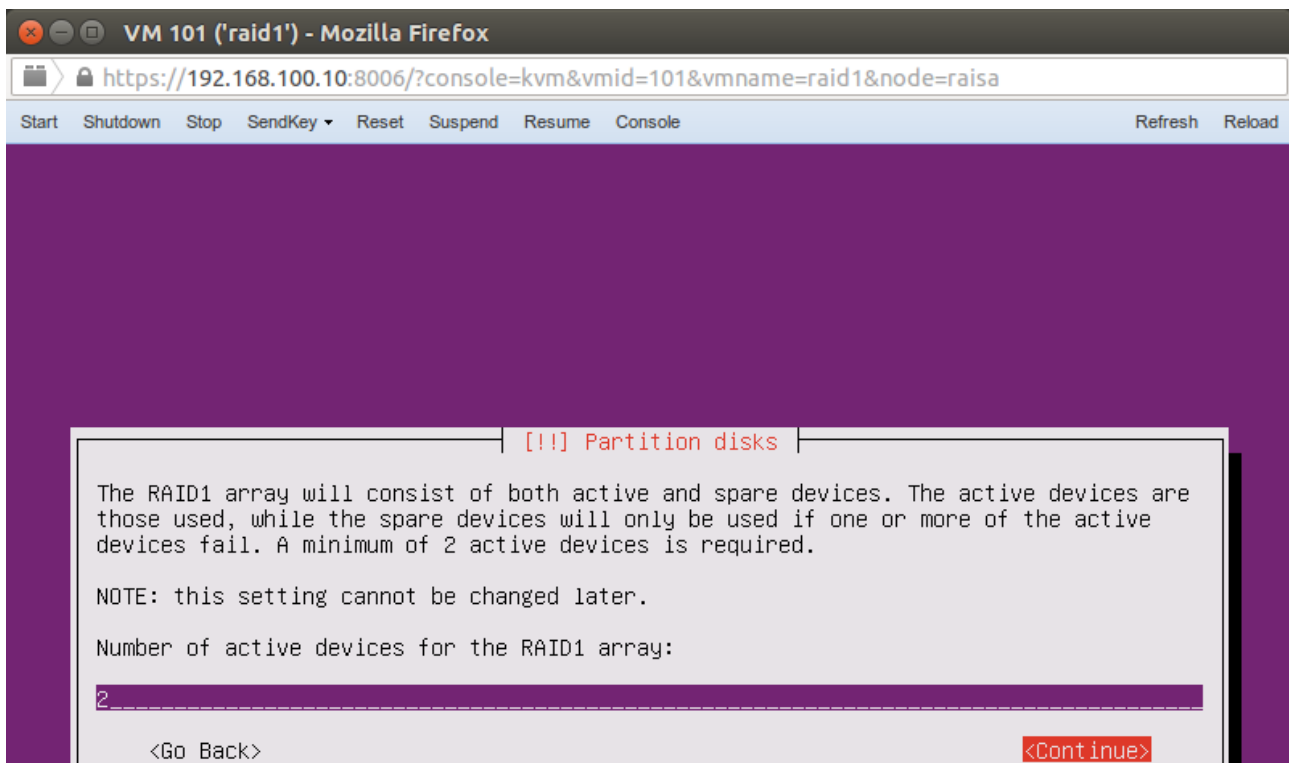 VM 101 ('raid1') - Mozilla Firefox
https://192.168.100.10:8006/?console=kvm&vmid=101&vmname=raid1&node=raisa
Start Shutdown Stop SendKey Reset Suspend Resume Console Refresh Reload
[!!] Partition disks
The RAID1 array will consist of both active and spare devices. The active devices are
those used, while the spare devices will only be used if one or more of the active
devices fail. A minimum of 2 active devices is required.
NOTE: this setting cannot be changed later.
Number of active devices for the RAID1 array:
2
<Go Back> <Continue>